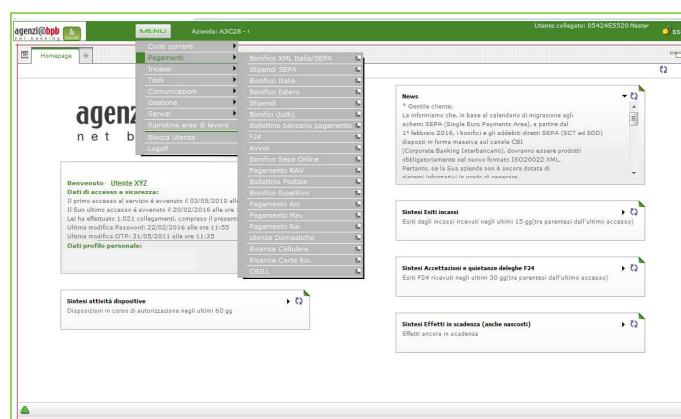 agenzi@bpb
net banking
MENU
Azienda: A3C28 -
Utente collegato: 05424E5520 Master
ES
Homepage
Conti correnti
Pagamenti
Incassi
Titoli
Comunicazioni
Gestione
Servizi
Ripristina area di lavoro
Blocca Utenza
Logoff
Bonifico XML Italia/SEPA
Stipendi SEPA
Bonifico Italia
Bonifico Estero
Stipendi
Bonifici (tutti)
Bollettino bancario pagamento
F24
Avvisi
Bonifico Sepa Online
Pagamento RAV
Bollettino Postale
Bonifico Ripetitivo
Pagamento Aci
Pagamento Mav
Pagamento Rai
Utenze Domestiche
Ricarica Cellulare
Ricarica Carte Ric.
CBILL
agenz
net b
Benvenuto Utente XYZ
Dati di accesso e sicurezza:
Il primo accesso al servizio è avvenuto il 03/05/2010 all
Il Suo ultimo accesso è avvenuto il 20/02/2016 alle ore
Lei ha effettuato 1.021 collegamenti, compreso il present
Ultima modifica Password: 22/02/2016 alle ore 11:55
Ultima modifica OTP: 31/05/2011 alle ore 11:35
Dati profilo personale:
Sintesi attività dispositive
Disposizioni in corso di autorizzazione negli ultimi 60 gg
News
* Gentile cliente,
La informiamo che, in base al calendario di migrazione agli
schemi SEPA (Single Euro Payments Area), a partire dal
1° febbraio 2016, i bonifici e gli addebiti diretti SEPA (SCT ed SDD)
disposti in forma massiva sul canale CBI
(Corporate Banking Interbancario), dovranno essere prodotti
obbligatoriamente nel nuovo formato ISO20022 XML.
Pertanto, se la Sua azienda non è ancora dotata di
sistemi informativi in grado di generare
Sintesi Esiti incassi
Esiti degli incassi ricevuti negli ultimi 15 gg(tra parentesi dall'ultimo accesso)
Sintesi Accettazioni e quietanze deleghe F24
Esiti F24 ricevuti negli ultimi 30 gg(tra parentesi dall'ultimo accesso)
Sintesi Effetti in scadenza (anche nascosti)
Effetti ancora in scadenza